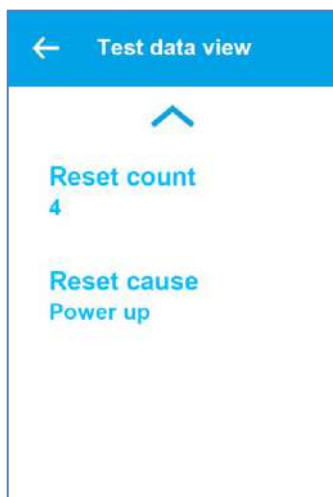 Test data view
Reset count
4
Reset cause
Power up